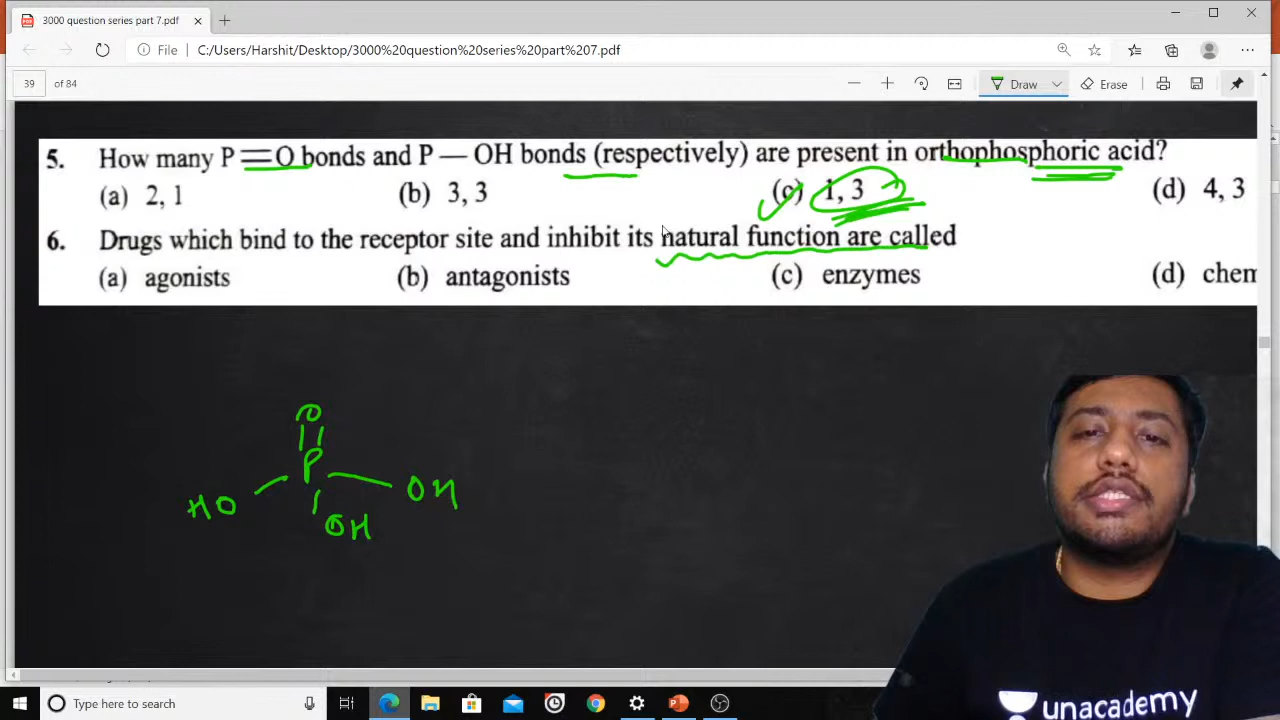 3000 question series part 7.pdf
File C:/Users/Harshit/Desktop/3000%20question%20series%20part%207.pdf
39 of 84 Draw Erase
5. How many P=O bonds and P — OH bonds (respectively) are present in orthophosphoric acid?
(a) 2, 1 (b) 3, 3 (c) 1, 3 (d) 4, 3
6. Drugs which bind to the receptor site and inhibit its natural function are called
(a) agonists (b) antagonists (c) enzymes (d) chem
O
P
HO OH
OH
unacademy
Type here to search